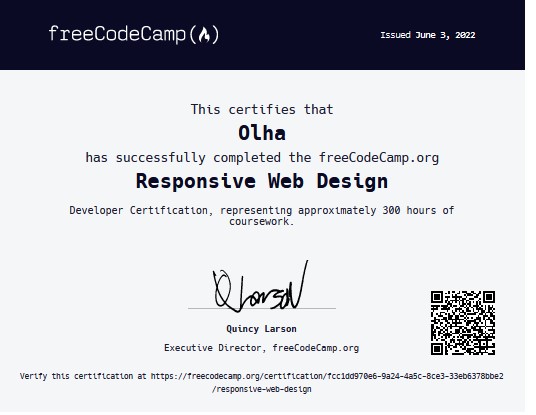 freeCodeCamp
Issued June 3, 2022
This certifies that
Olha
has successfully completed the freeCodeCamp.org
Responsive Web Design
Developer Certification, representing approximately 300 hours of
coursework.
Quincy Larson
Executive Director, freeCodeCamp.org
Verify this certification at https://freecodecamp.org/certification/fcc1dd970e6-9a24-4a5c-8ce3-33eb6378bbe2
/responsive-web-design